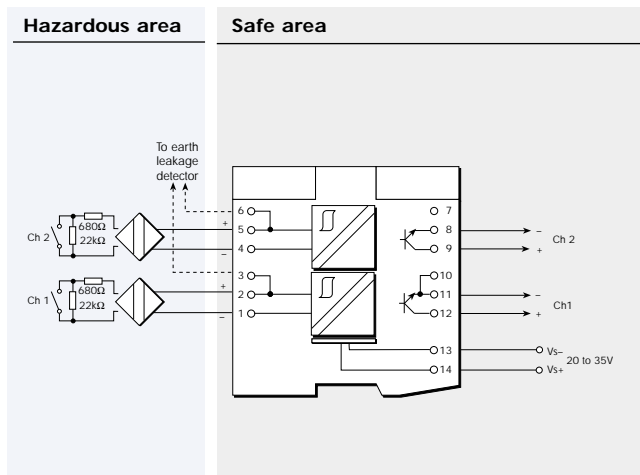 Hazardous area
Safe area
To earth
leakage
detector
6
5
4
3
2
1
7
8
9
10
11
12
13
14
+
–
+
–
680Ω
22kΩ
Ch 2
680Ω
22kΩ
Ch 1
–
+
Ch 2
–
+
Ch1
Vs–
20 to 35V
Vs+